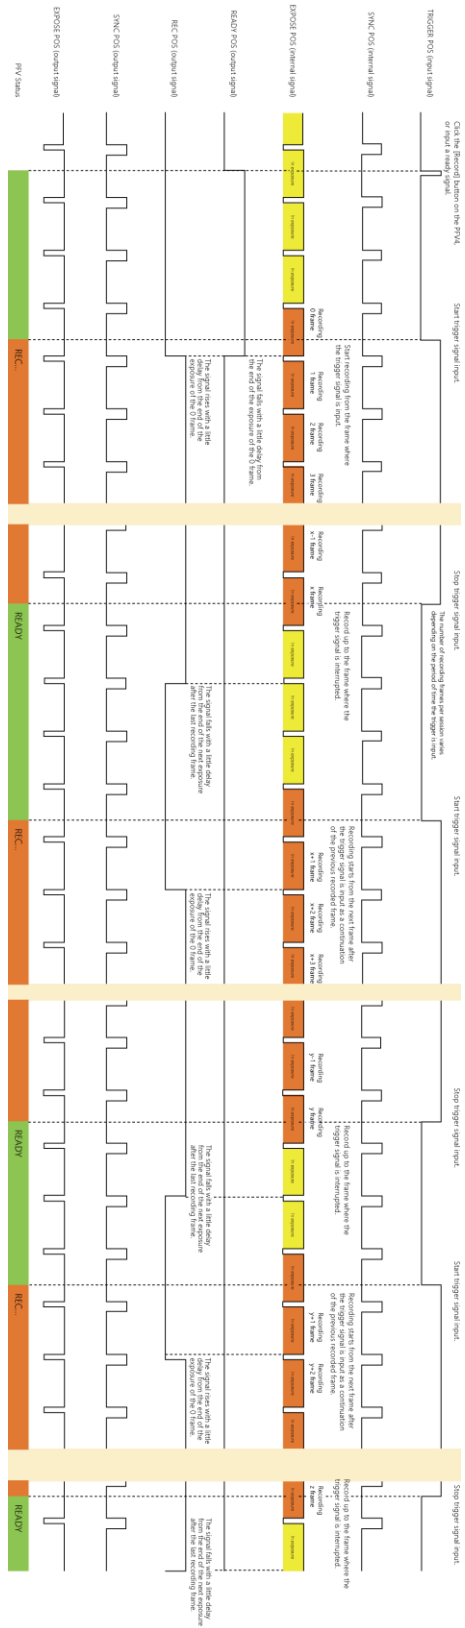 Click the [Record] button on the PFV4,
or input a ready signal.
Start trigger signal input.
Stop trigger signal input.
Start trigger signal input.
Stop trigger signal input.
Start trigger signal input.
Stop trigger signal input.
TRIGGER POS (input signal)
The number of recording frames per session varies
depending on the period of time the trigger is input.
SYNC POS (internal signal)
Start recording from the frame where
the trigger signal is input.
Record up to the frame where the
trigger signal is interrupted.
Recording starts from the next frame after
the trigger signal is input as a continuation
of the previous recorded frame.
Record up to the frame where the
trigger signal is interrupted.
Recording starts from the next frame after
the trigger signal is input as a continuation
of the previous recorded frame.
Record up to the frame where the
trigger signal is interrupted.
Recording
0 frame
Recording
1 frame
Recording
2 frame
Recording
3 frame
Recording
x-1 frame
Recording
x frame
Recording
x+1 frame
Recording
x+2 frame
Recording
x+3 frame
Recording
y-1 frame
Recording
y frame
Recording
y+1 frame
Recording
y+2 frame
Recording
z frame
EXPOSE POS (internal signal)
READY POS (output signal)
The signal falls with a little delay from
the end of the exposure of the 0 frame.
REC POS (output signal)
The signal rises with a little
delay from the end of the
exposure of the 0 frame.
The signal falls with a little delay
from the end of the next exposure
after the last recording frame.
The signal rises with a little
delay from the end of the
exposure of the 0 frame.
The signal falls with a little delay
from the end of the next exposure
after the last recording frame.
The signal rises with a little
delay from the end of the
exposure of the 0 frame.
The signal falls with a little delay
from the end of the next exposure
after the last recording frame.
SYNC POS (output signal)
EXPOSE POS (output signal)
PFV Status
REC...
READY
REC...
READY
REC...
READY